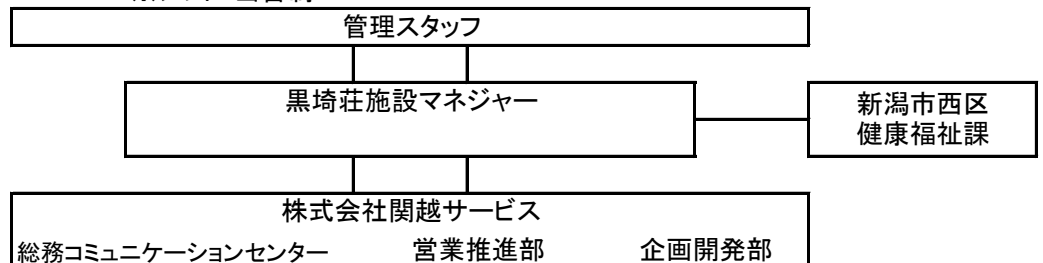 管理スタッフ
黒埼荘施設マネジャー
新潟市西区
健康福祉課
株式会社関越サービス
総務コミュニケーションセンター 営業推進部 企画開発部